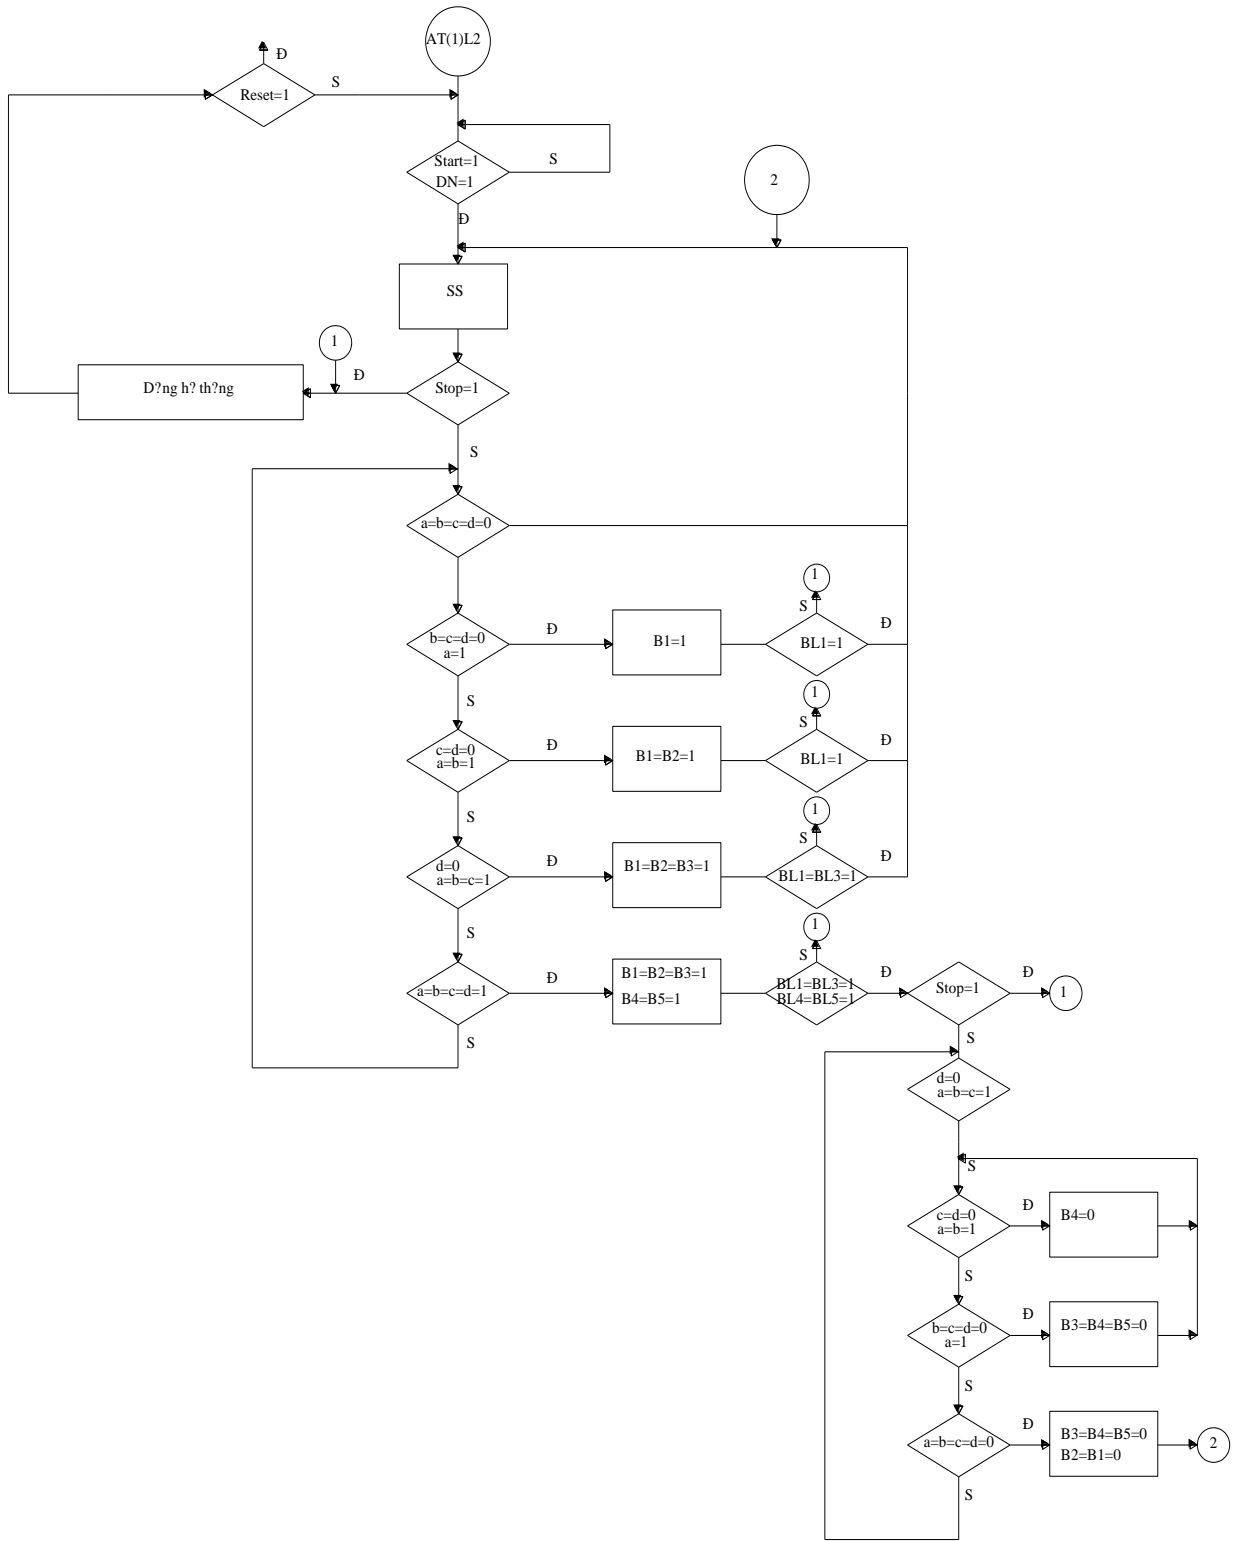 AT(1)L2
Đ
Reset=1
S
Start=1
DN=1
S
Đ
2
SS
1
Đ
D?ng h? th?ng
Stop=1
S
a=b=c=d=0
b=c=d=0
a=1
Đ
B1=1
1
S
BL1=1
Đ
S
c=d=0
a=b=1
Đ
B1=B2=1
1
S
BL1=1
Đ
S
d=0
a=b=c=1
Đ
B1=B2=B3=1
1
S
BL1=BL3=1
Đ
S
a=b=c=d=1
Đ
B1=B2=B3=1
B4=B5=1
1
S
BL1=BL3=1
BL4=BL5=1
Đ
Stop=1
Đ
1
S
S
d=0
a=b=c=1
S
c=d=0
a=b=1
Đ
B4=0
S
b=c=d=0
a=1
Đ
B3=B4=B5=0
S
a=b=c=d=0
Đ
B3=B4=B5=0
B2=B1=0
2
S